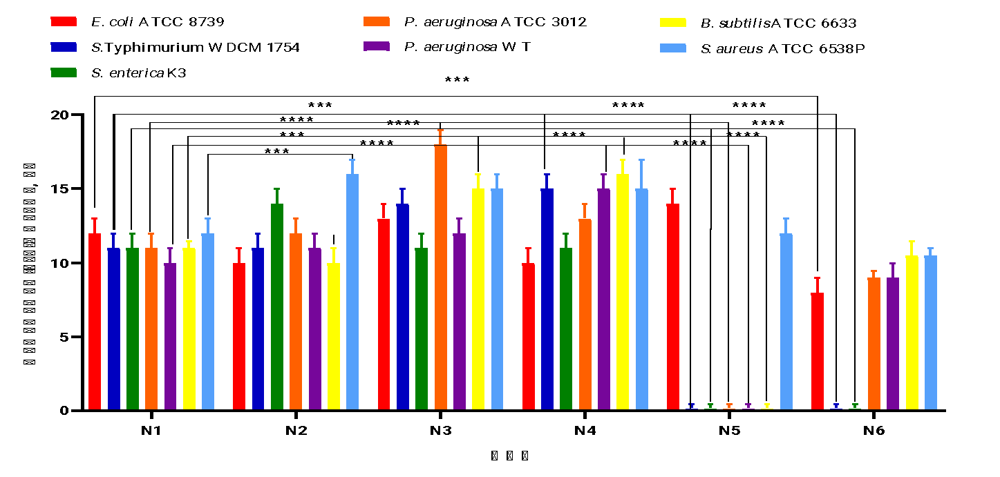 E. coli ATCC 8739
P. aeruginosa ATCC 3012
B. subtilis ATCC 6633
S.Typhimurium WDCM 1754
P. aeruginosa WT
S. aureus ATCC 6538P
S. enterica K3
***
*** **** ****
20
**** **** ****
*** **** ****
**** ****
***
15
10
5
0
N1 N2 N3 N4 N5 N6